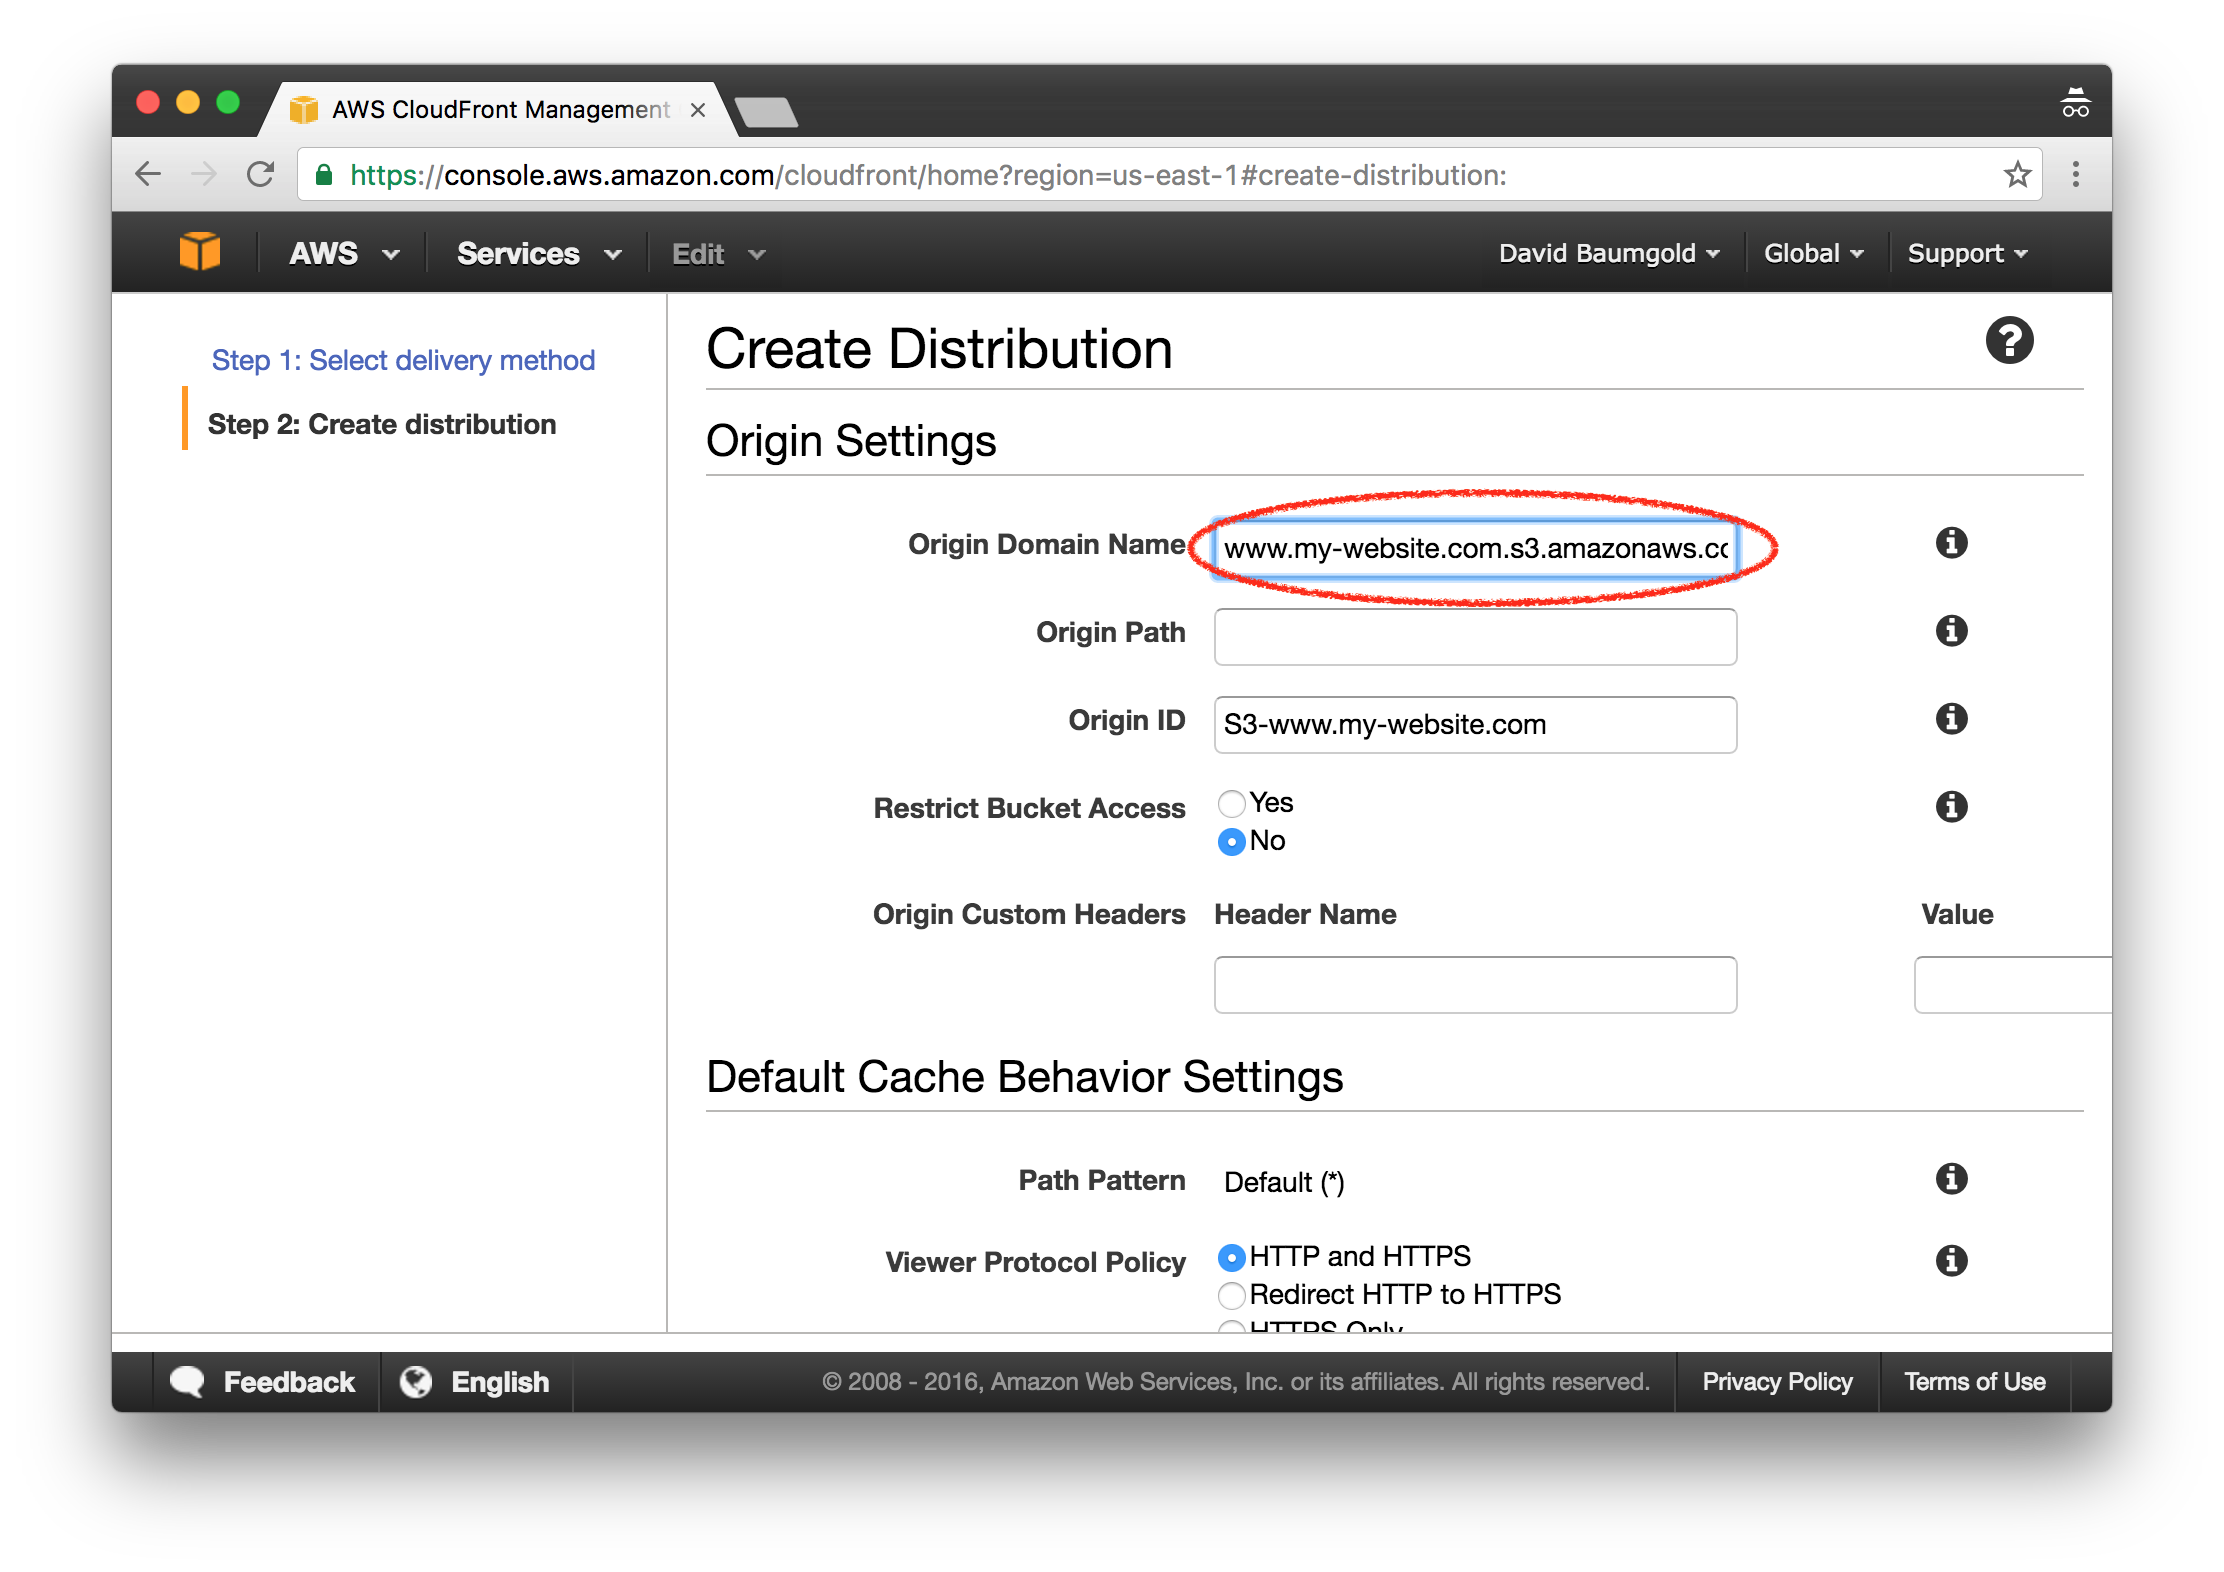 AWS CloudFront Management
https://console.aws.amazon.com/cloudfront/home?region=us-east-1#create-distribution:
AWS Services Edit David Baumgold Global Support
Step 1: Select delivery method
Step 2: Create distribution
Create Distribution
Origin Settings
Origin Domain Name www.my-website.com.s3.amazonaws.co
Origin Path
Origin ID S3-www.my-website.com
Restrict Bucket Access Yes
No
Origin Custom Headers Header Name Value
Default Cache Behavior Settings
Path Pattern Default (*)
Viewer Protocol Policy HTTP and HTTPS
Redirect HTTP to HTTPS
HTTPS Only
Feedback English © 2008 - 2016, Amazon Web Services, Inc. or its affiliates. All rights reserved. Privacy Policy Terms of Use